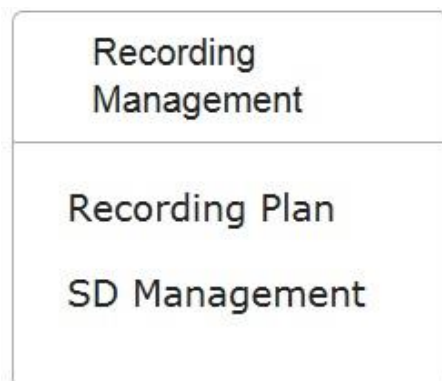 Recording
Management
Recording Plan
SD Management